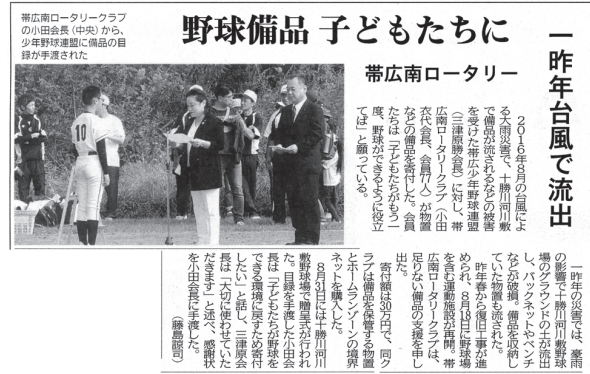 野球備品 子どもたちに
帯広南ロータリー
一昨年台風で流出
帯広南ロータリークラブ
の小田会長（中央）から、
少年野球連盟に備品の目
録が手渡された
２０１６年８月の台風によ
る大雨災害で、十勝川河川敷
で備品が流されるなどの被害
を受けた帯広少年野球連盟
（三津原勝会長）に対し、帯
広南ロータリークラブ（小田
衣代会長、会員77人）が物置
などの備品を寄付した。会員
たちは「子どもたちがもう一
度、野球ができるように役立
てば」と願っている。
一昨年の災害では、豪雨
の影響で十勝川河川敷野球
場のグラウンドの土が流出
し、バックネットやベンチ
などが破損。備品を収納し
ていた物置も流された。
昨年春から復旧工事が進
められ、８月18日に野球場
を含む運動施設が再開。帯
広南ロータリークラブは、
足りない備品の支援を申し
出た。
寄付額は30万円で、同ク
ラブは備品を保管する物置
とホームランゾーンの境界
ネットを購入した。
８月31日には十勝川河川
敷野球場で贈呈式が行われ
た。目録を手渡した小田会
長は「子どもたちが野球を
できる環境に戻すため寄付
したい」と話し、三津原会
長は「大切に使わせていた
だきます」と述べ、感謝状
を小田会長に手渡した。
（藤島諒司）
10